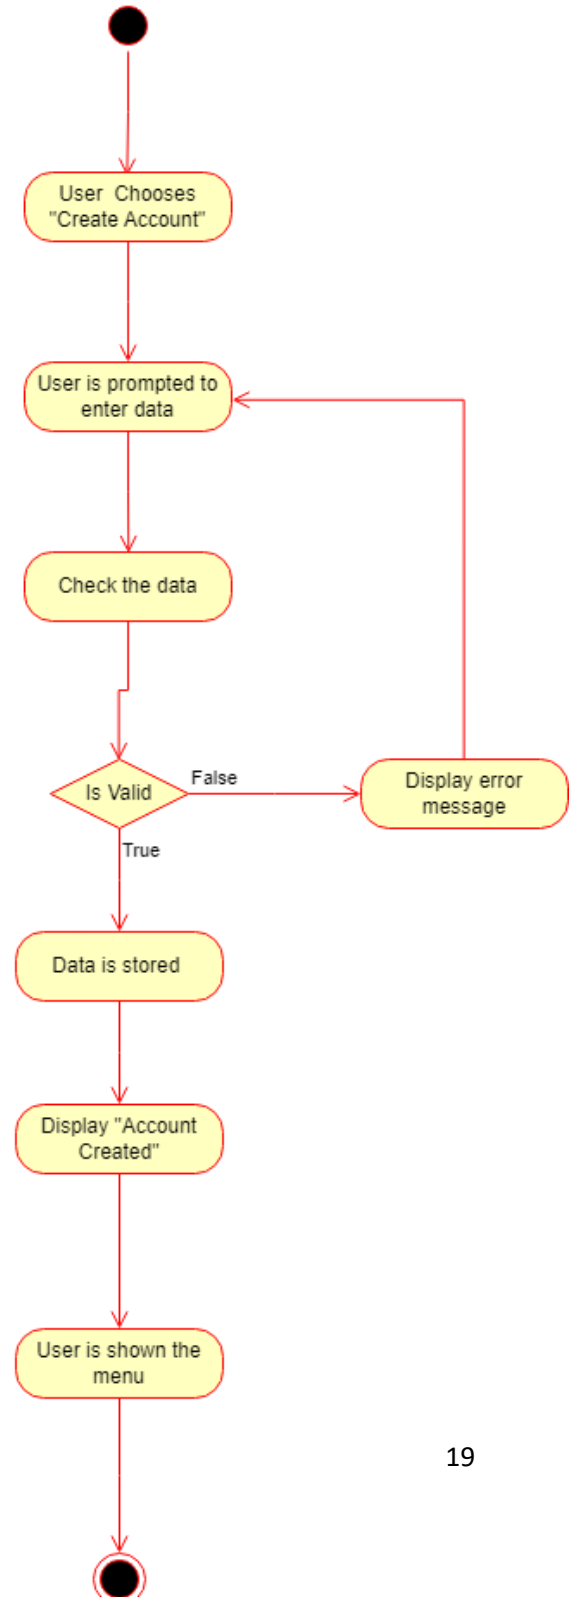 User  Chooses
"Create Account"
User is prompted to
enter data
Check the data
Is Valid
False
Display error
message
True
Data is stored
Display "Account
Created"
User is shown the
menu
19